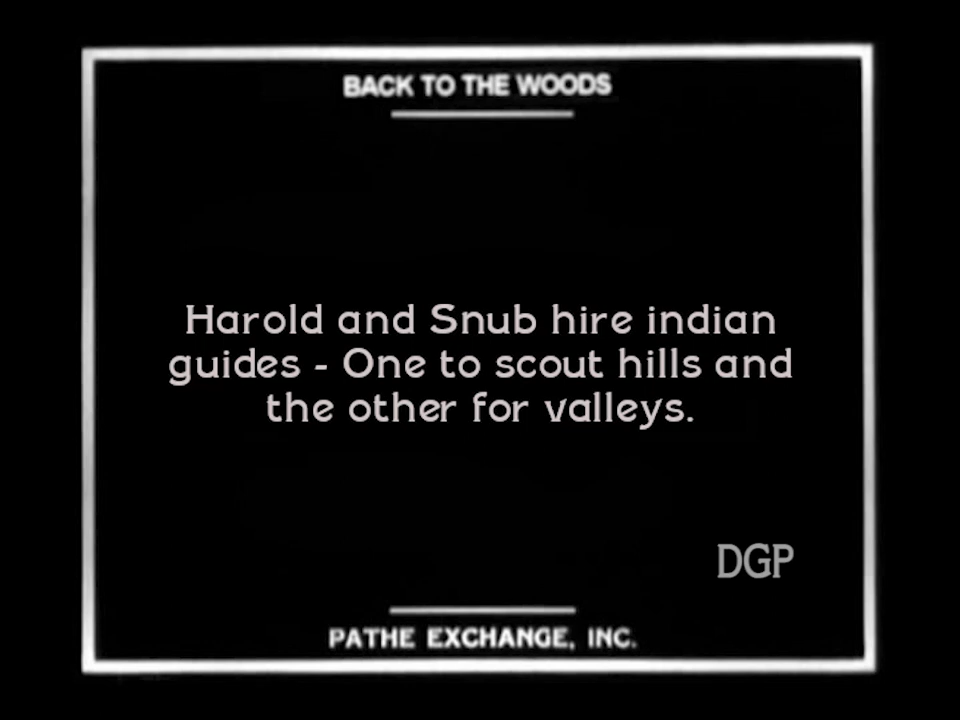 BACK TO THE WOODS
Harold and Snub hire indian
guides - One to scout hills and
the other for valleys.
DGP
PATHE EXCHANGE, INC.